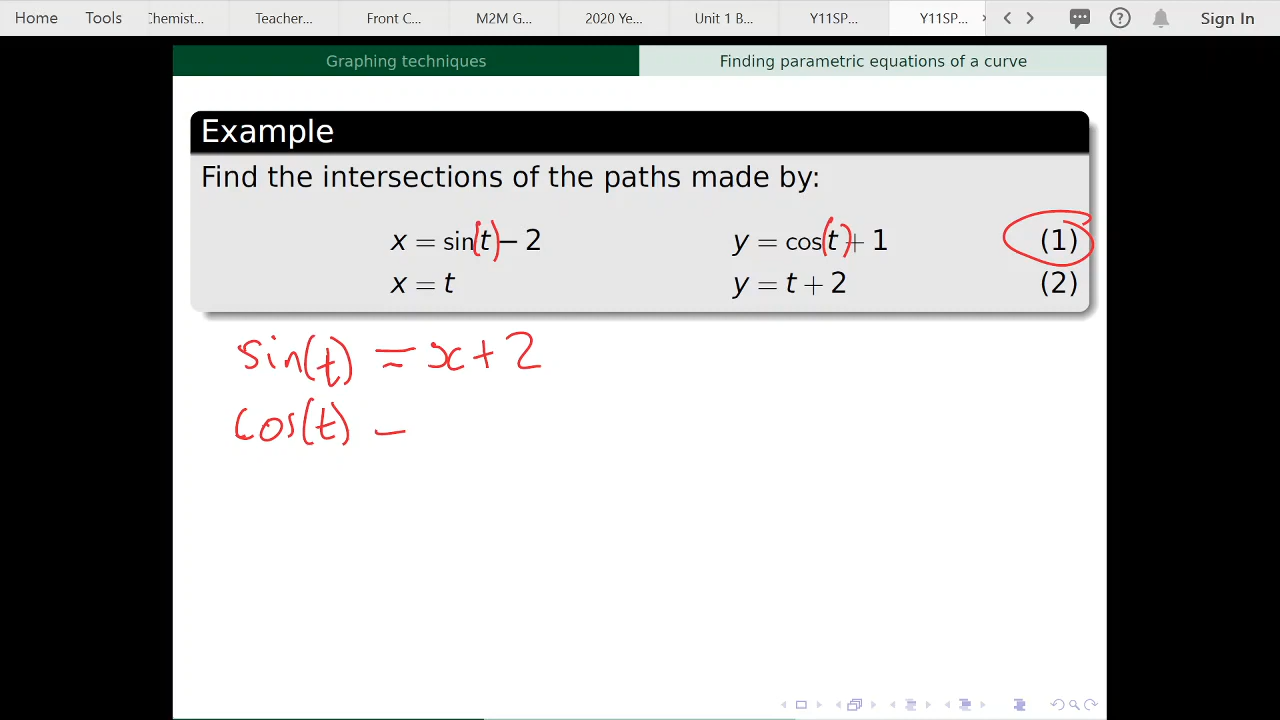 Home Tools Chemist... Teacher... Front C... M2M G... 2020 Ye... Unit 1 B... Y11SP... Y11SP... Sign In
Graphing techniques Finding parametric equations of a curve
Example
Find the intersections of the paths made by:
x = sin(t) − 2 y = cos(t) + 1 (1)
x = t y = t + 2 (2)
sin(t) = x + 2
cos(t) −